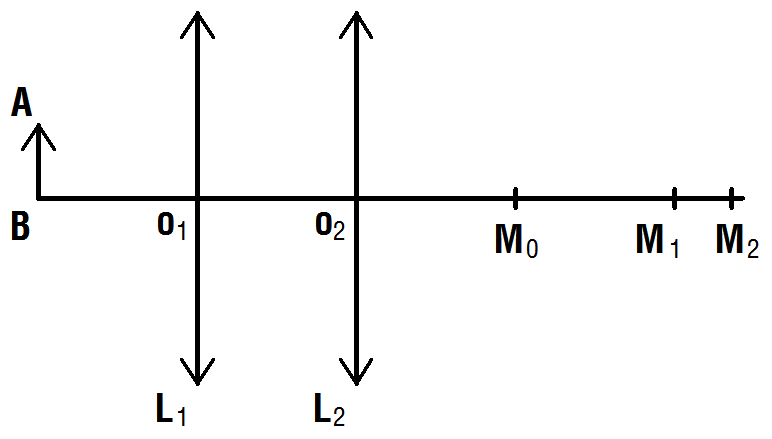 A
B
O₁
O₂
M₀
M₁
M₂
L₁
L₂